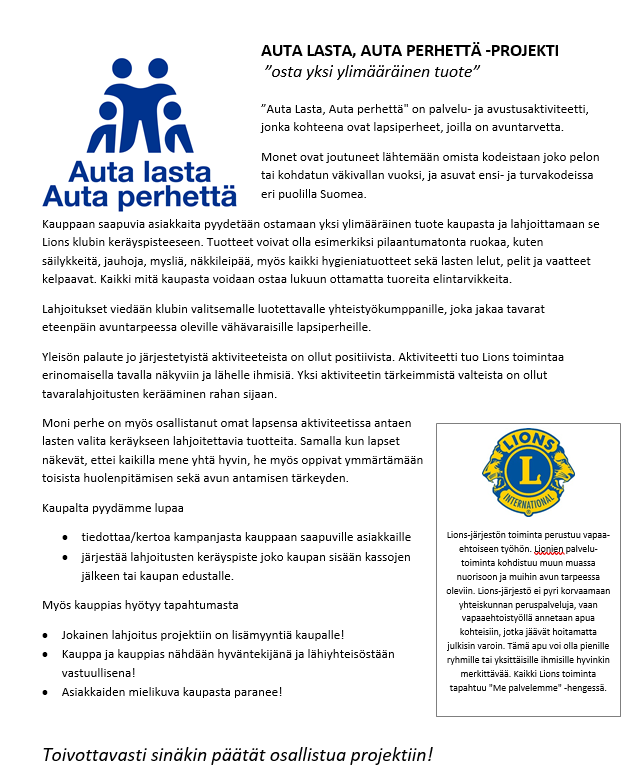 AUTA LASTA, AUTA PERHETTÄ -PROJEKTI
”osta yksi ylimääräinen tuote”
Auta lasta
Auta perhettä
”Auta Lasta, Auta perhettä" on palvelu- ja avustusaktiviteetti,
jonka kohteena ovat lapsiperheet, joilla on avuntarvetta.
Monet ovat joutuneet lähtemään omista kodeistaan joko pelon
tai kohdatun väkivallan vuoksi, ja asuvat ensi- ja turvakodeissa
eri puolilla Suomea.
Kauppaan saapuvia asiakkaita pyydetään ostamaan yksi ylimääräinen tuote kaupasta ja lahjoittamaan se
Lions klubin keräyspisteeseen. Tuotteet voivat olla esimerkiksi pilaantumatonta ruokaa, kuten
säilykkeitä, jauhoja, mysliä, näkkileipää, myös kaikki hygieniatuotteet sekä lasten lelut, pelit ja vaatteet
kelpaavat. Kaikki mitä kaupasta voidaan ostaa lukuun ottamatta tuoreita elintarvikkeita.
Lahjoitukset viedään klubin valitsemalle luotettavalle yhteistyökumppanille, joka jakaa tavarat
eteenpäin avuntarpeessa oleville vähävaraisille lapsiperheille.
Yleisön palaute jo järjestetyistä aktiviteeteista on ollut positiivista. Aktiviteetti tuo Lions toimintaa
erinomaisella tavalla näkyviin ja lähelle ihmisiä. Yksi aktiviteetin tärkeimmistä valteista on ollut
tavaralahjoitusten kerääminen rahan sijaan.
Moni perhe on myös osallistanut omat lapsensa aktiviteetissa antaen
lasten valita keräykseen lahjoitettavia tuotteita. Samalla kun lapset
näkevät, ettei kaikilla mene yhtä hyvin, he myös oppivat ymmärtämään
toisista huolenpitämisen sekä avun antamisen tärkeyden.
Kaupalta pyydämme lupaa
• tiedottaa/kertoa kampanjasta kauppaan saapuville asiakkaille
• järjestää lahjoitusten keräyspiste joko kaupan sisään kassojen
jälkeen tai kaupan edustalle.
Myös kauppias hyötyy tapahtumasta
• Jokainen lahjoitus projektiin on lisämyyntiä kaupalle!
• Kauppa ja kauppias nähdään hyväntekijänä ja lähiyhteisöstään
vastuullisena!
• Asiakkaiden mielikuva kaupasta paranee!
LIONS
L
INTERNATIONAL
Lions-järjestön toiminta perustuu vapaa-
ehtoiseen työhön. Lionien palvelu-
toiminta kohdistuu muun muassa
nuorisoon ja muihin avun tarpeessa
oleviin. Lions-järjestö ei pyri korvaamaan
yhteiskunnan peruspalveluja, vaan
vapaaehtoistyöllä annetaan apua
kohteisiin, jotka jäävät hoitamatta
julkisin varoin. Tämä apu voi olla pienille
ryhmille tai yksittäisille ihmisille hyvinkin
merkittävää. Kaikki Lions toiminta
tapahtuu "Me palvelemme" -hengessä.
Toivottavasti sinäkin päätät osallistua projektiin!